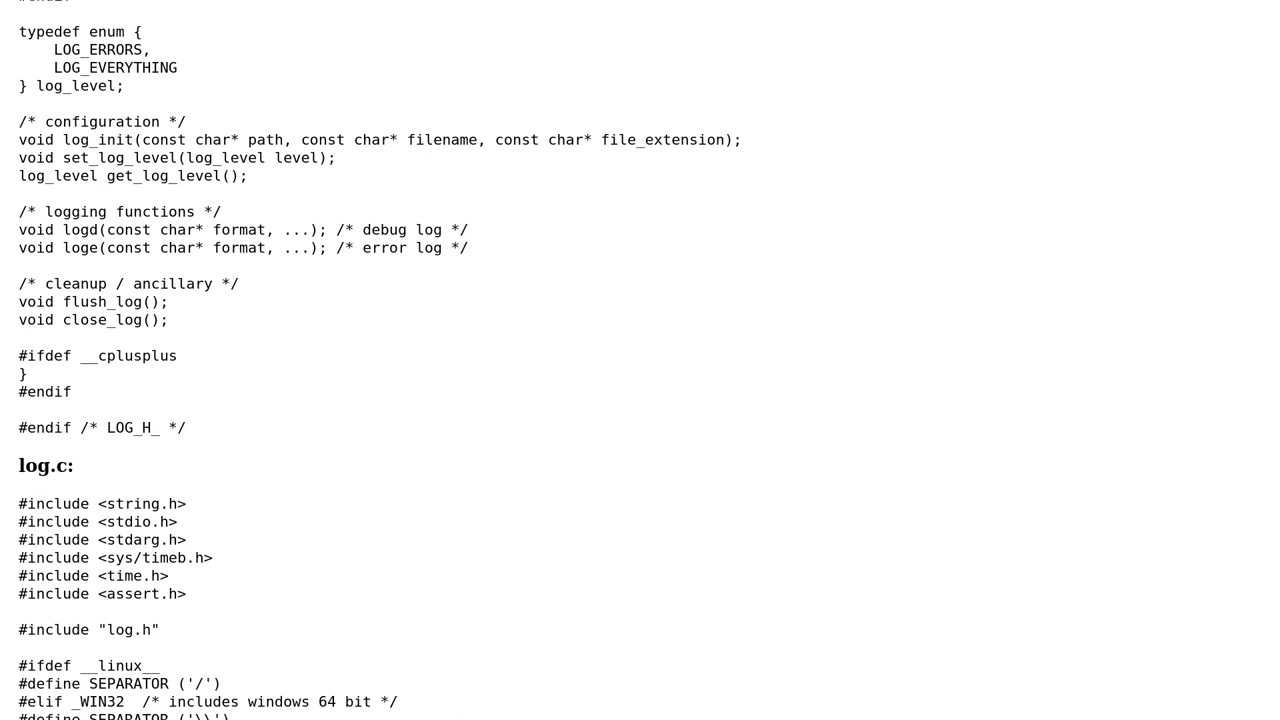 #endif
typedef enum {
    LOG_ERRORS,
    LOG_EVERYTHING
} log_level;
/* configuration */
void log_init(const char* path, const char* filename, const char* file_extension);
void set_log_level(log_level level);
log_level get_log_level();
/* logging functions */
void logd(const char* format, ...); /* debug log */
void loge(const char* format, ...); /* error log */
/* cleanup / ancillary */
void flush_log();
void close_log();
#ifdef __cplusplus
}
#endif
#endif /* LOG_H_ */
log.c:
#include <string.h>
#include <stdio.h>
#include <stdarg.h>
#include <sys/timeb.h>
#include <time.h>
#include <assert.h>
#include "log.h"
#ifdef __linux__
#define SEPARATOR ('/')
#elif _WIN32  /* includes windows 64 bit */
#define SEPARATOR ('\\')